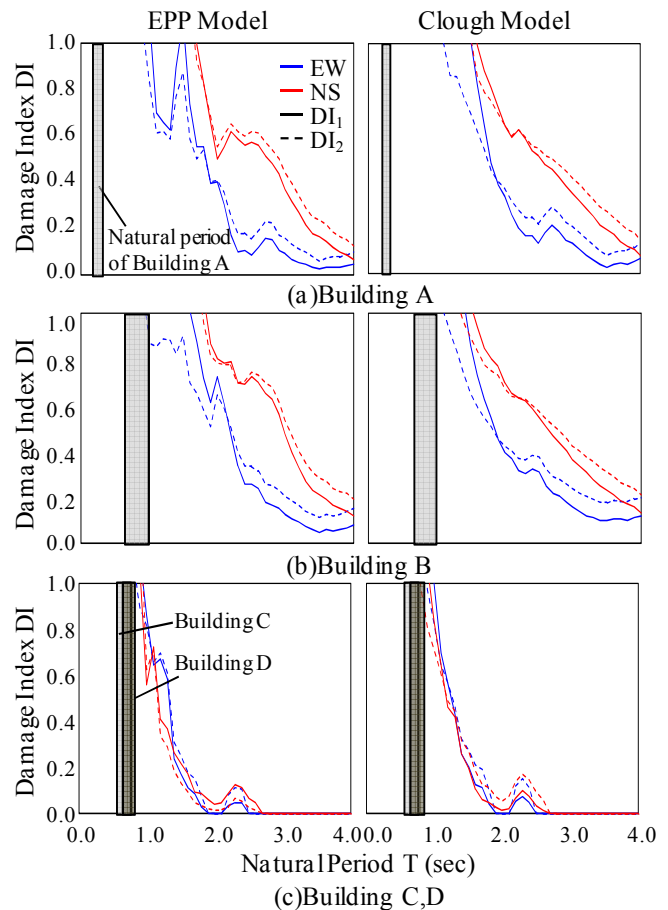 EPP Model
Clough Model
Damage Index DI
1.0
0.8
0.6
0.4
0.2
0.0
EW
NS
DI1
DI2
Natural period
of Building A
(a)Building A
Damage Index DI
1.0
0.8
0.6
0.4
0.2
0.0
(b)Building B
Damage Index DI
1.0
0.8
0.6
0.4
0.2
0.0
Building C
Building D
0.0 1.0 2.0 3.0 4.0
0.0 1.0 2.0 3.0 4.0
Natural Period T (sec)
(c)Building C,D